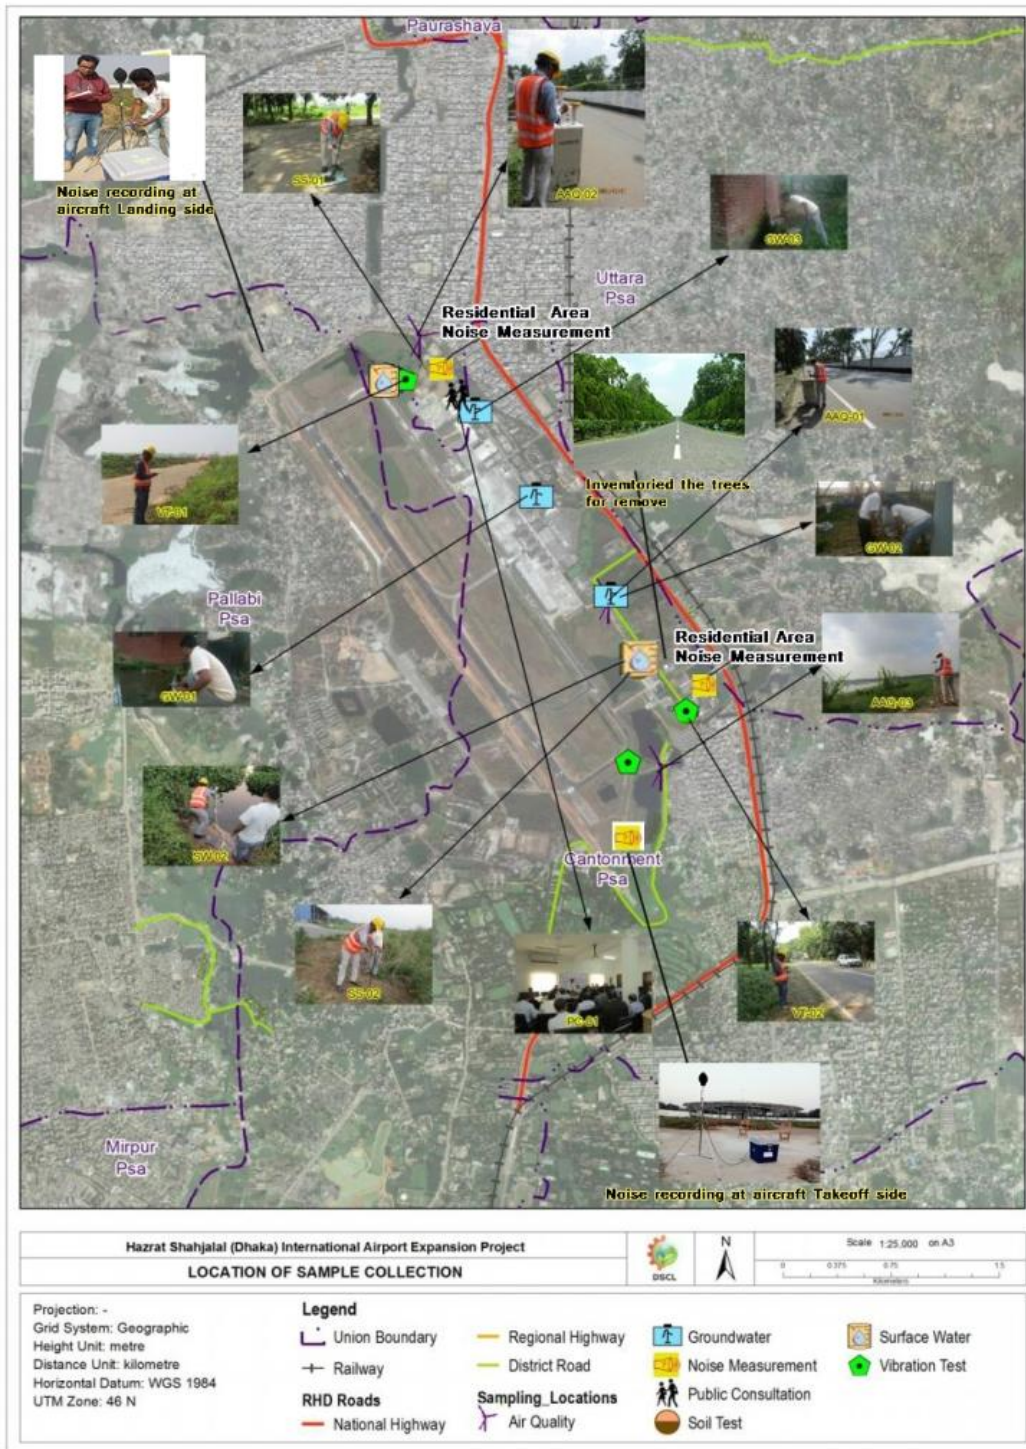 Paurashava
SS-01
AAQ-02
Noise recording at
aircraft Landing side
GW-03
Uttara
Psa
Residential Area
Noise Measurement
AAQ-01
Invemtoried the trees
for remove
VT-01
GW-02
Pallabi
Psa
Residential Area
Noise Measurement
GW-01
AAQ-03
SW-02
Cantonment
Psa
SS-02
PC-01
VT-02
Mirpur
Psa
Noise recording at aircraft Takeoff side
Hazrat Shahjalal (Dhaka) International Airport Expansion Project
LOCATION OF SAMPLE COLLECTION
DSCL
N
Scale 1:25,000 on A3
0 0.375 0.75 1.5
Kilometers
Projection: -
Grid System: Geographic
Height Unit: metre
Distance Unit: kilometre
Horizontal Datum: WGS 1984
UTM Zone: 46 N
Legend
Union Boundary
Railway
RHD Roads
National Highway
Regional Highway
District Road
Sampling_Locations
Air Quality
Groundwater
Noise Measurement
Public Consultation
Soil Test
Surface Water
Vibration Test